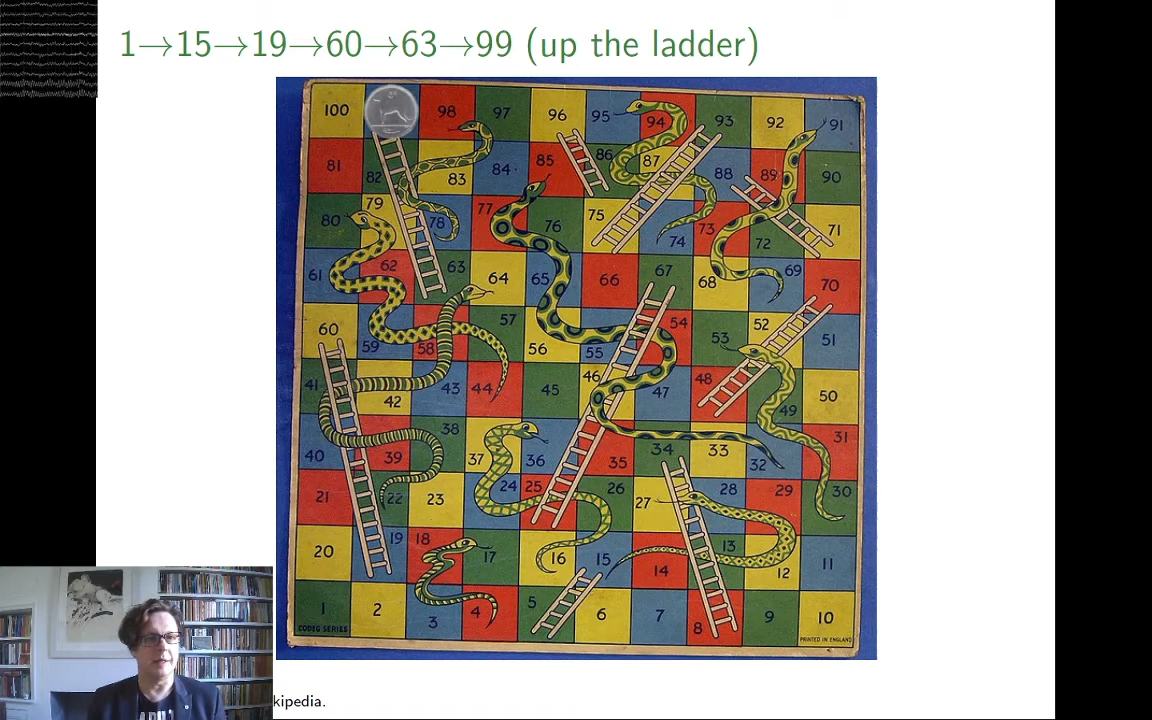 1→15→19→60→63→99 (up the ladder)
100 98 97 96 95 94 93 92 91
81 82 83 84 85 86 87 88 89 90
80 79 78 77 76 75 74 73 72 71
61 62 63 64 65 66 67 68 69 70
60 59 58 57 56 55 54 53 52 51
41 42 43 44 45 46 47 48 49 50
40 39 38 37 36 35 34 33 32 31
21 22 23 24 25 26 27 28 29 30
20 19 18 17 16 15 14 13 12 11
1 2 3 4 5 6 7 8 9 10
CODEG SERIES PRINTED IN ENGLAND
kipedia.